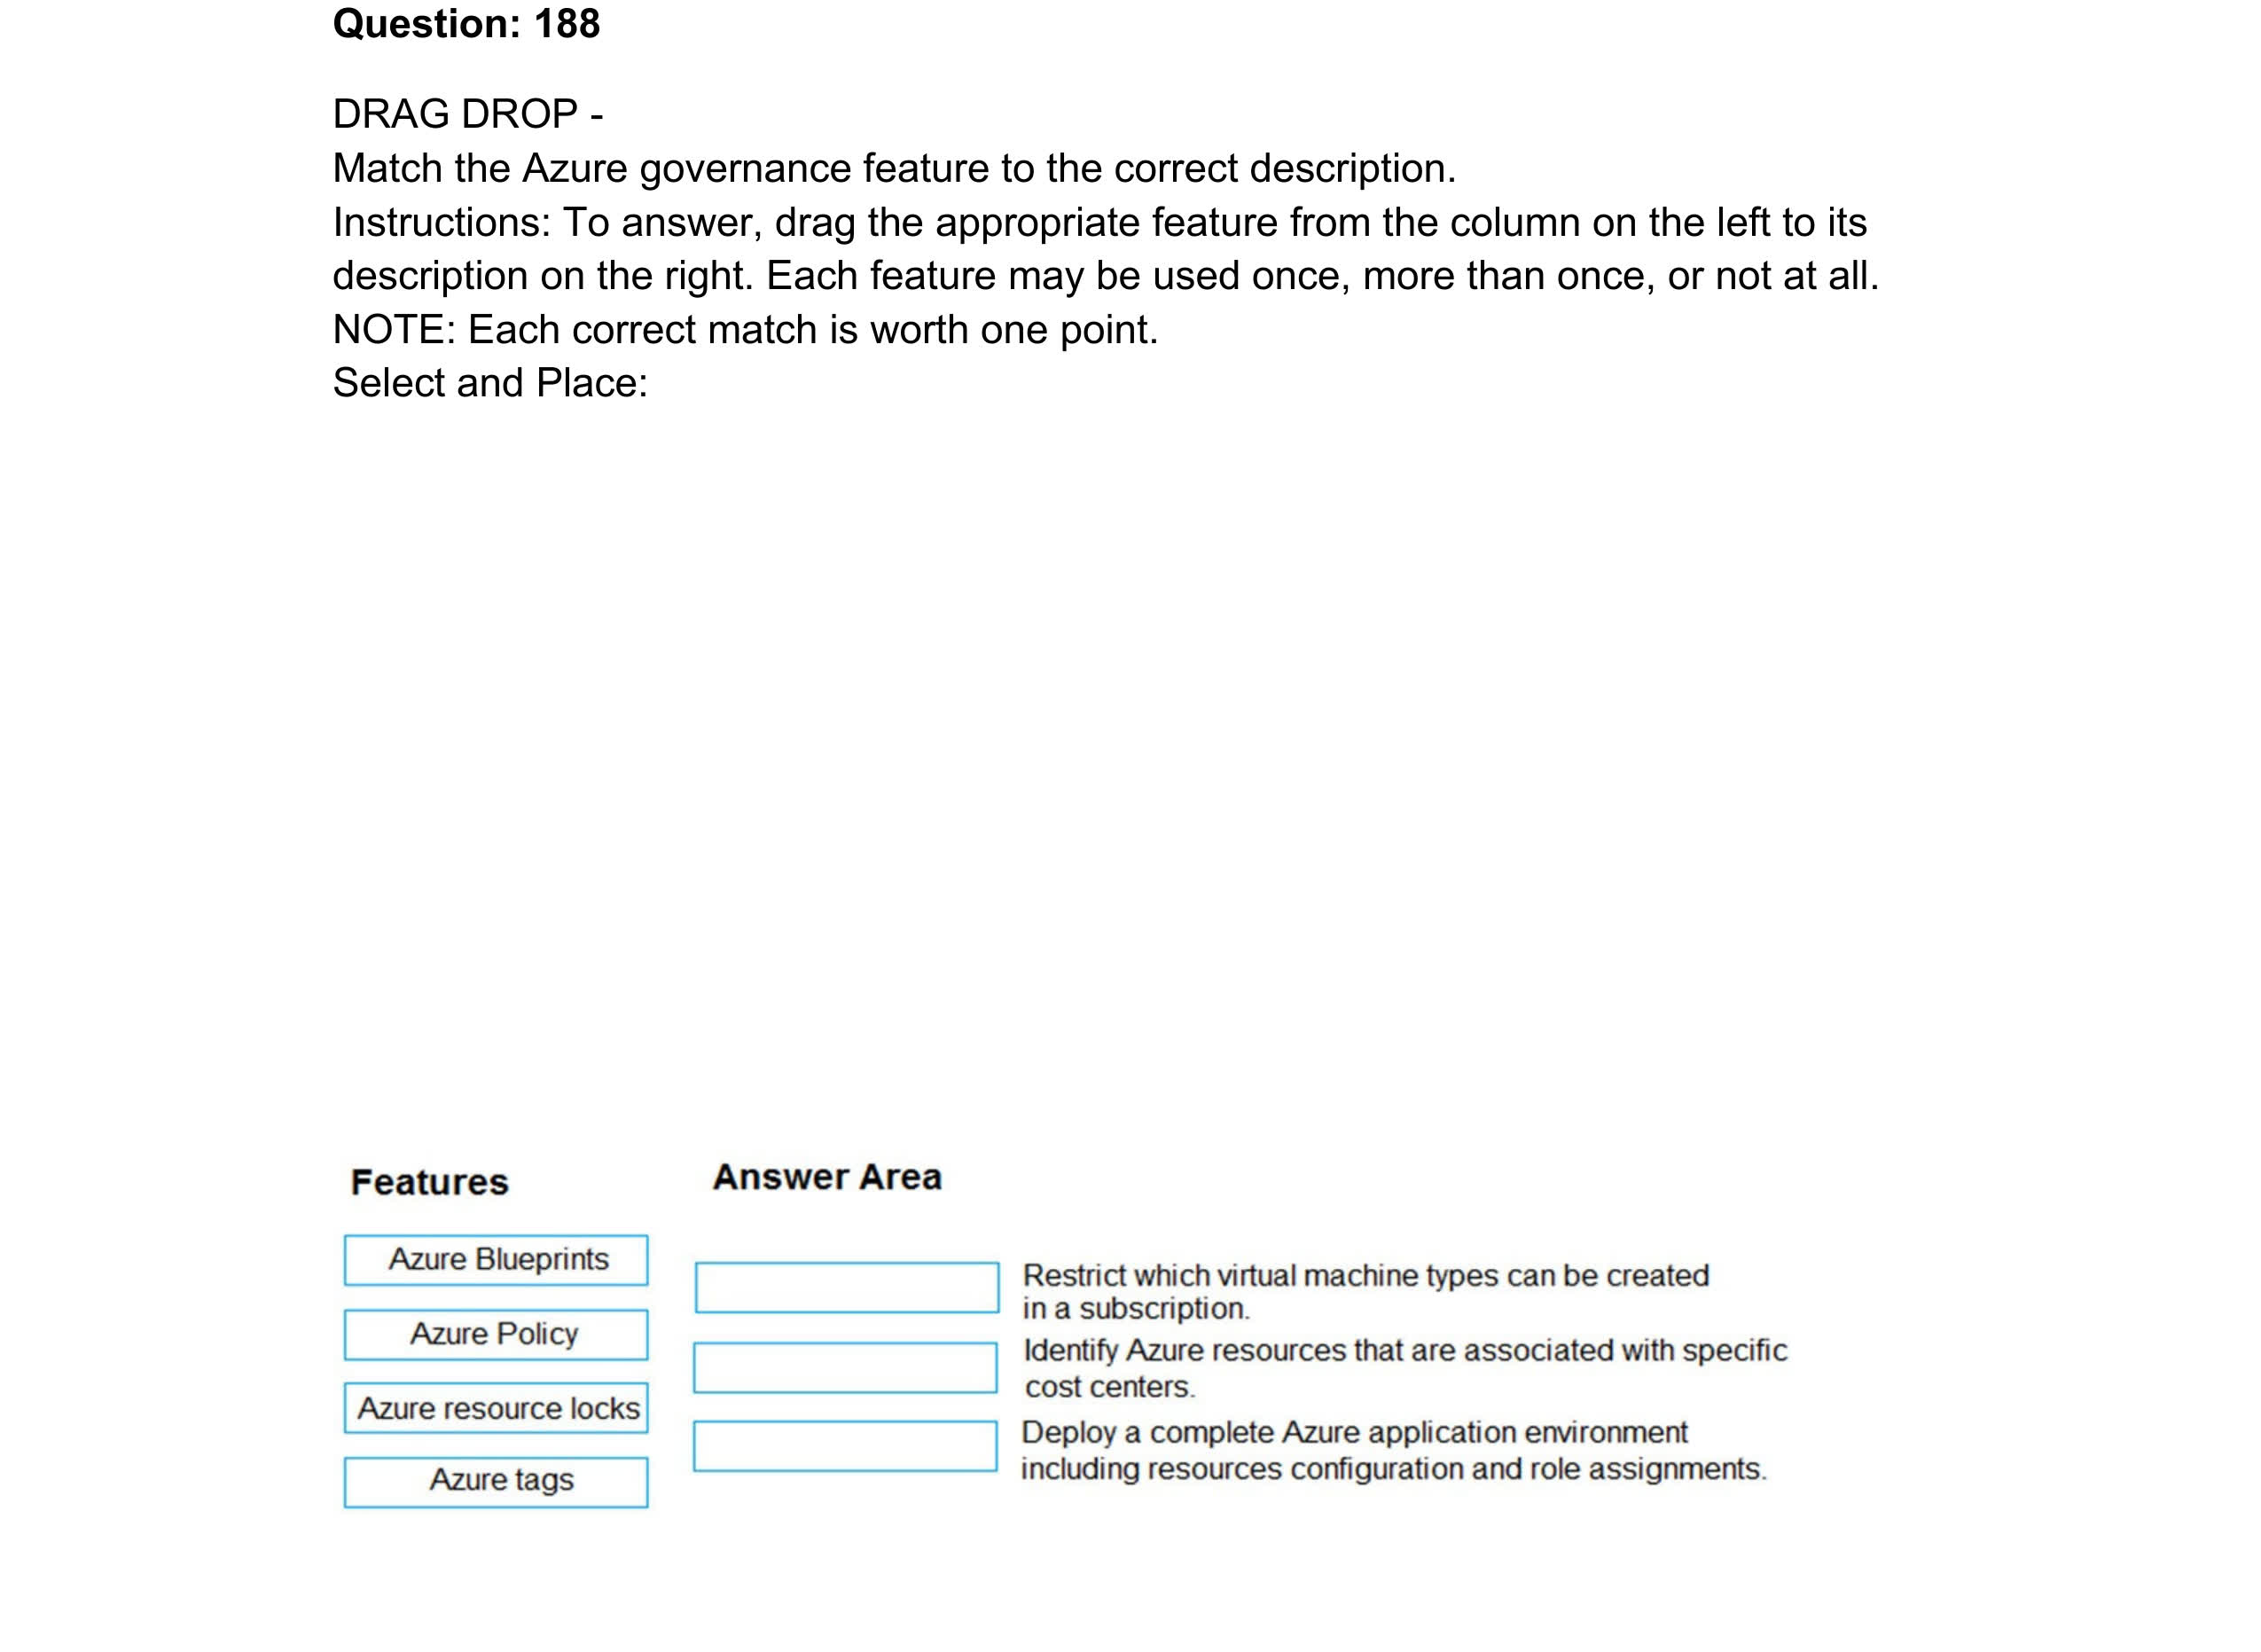 Question: 188
DRAG DROP -
Match the Azure governance feature to the correct description.
Instructions: To answer, drag the appropriate feature from the column on the left to its
description on the right. Each feature may be used once, more than once, or not at all.
NOTE: Each correct match is worth one point.
Select and Place:
Features
Azure Blueprints
Azure Policy
Azure resource locks
Azure tags
Answer Area
Restrict which virtual machine types can be created
in a subscription.
Identify Azure resources that are associated with specific
cost centers.
Deploy a complete Azure application environment
including resources configuration and role assignments.